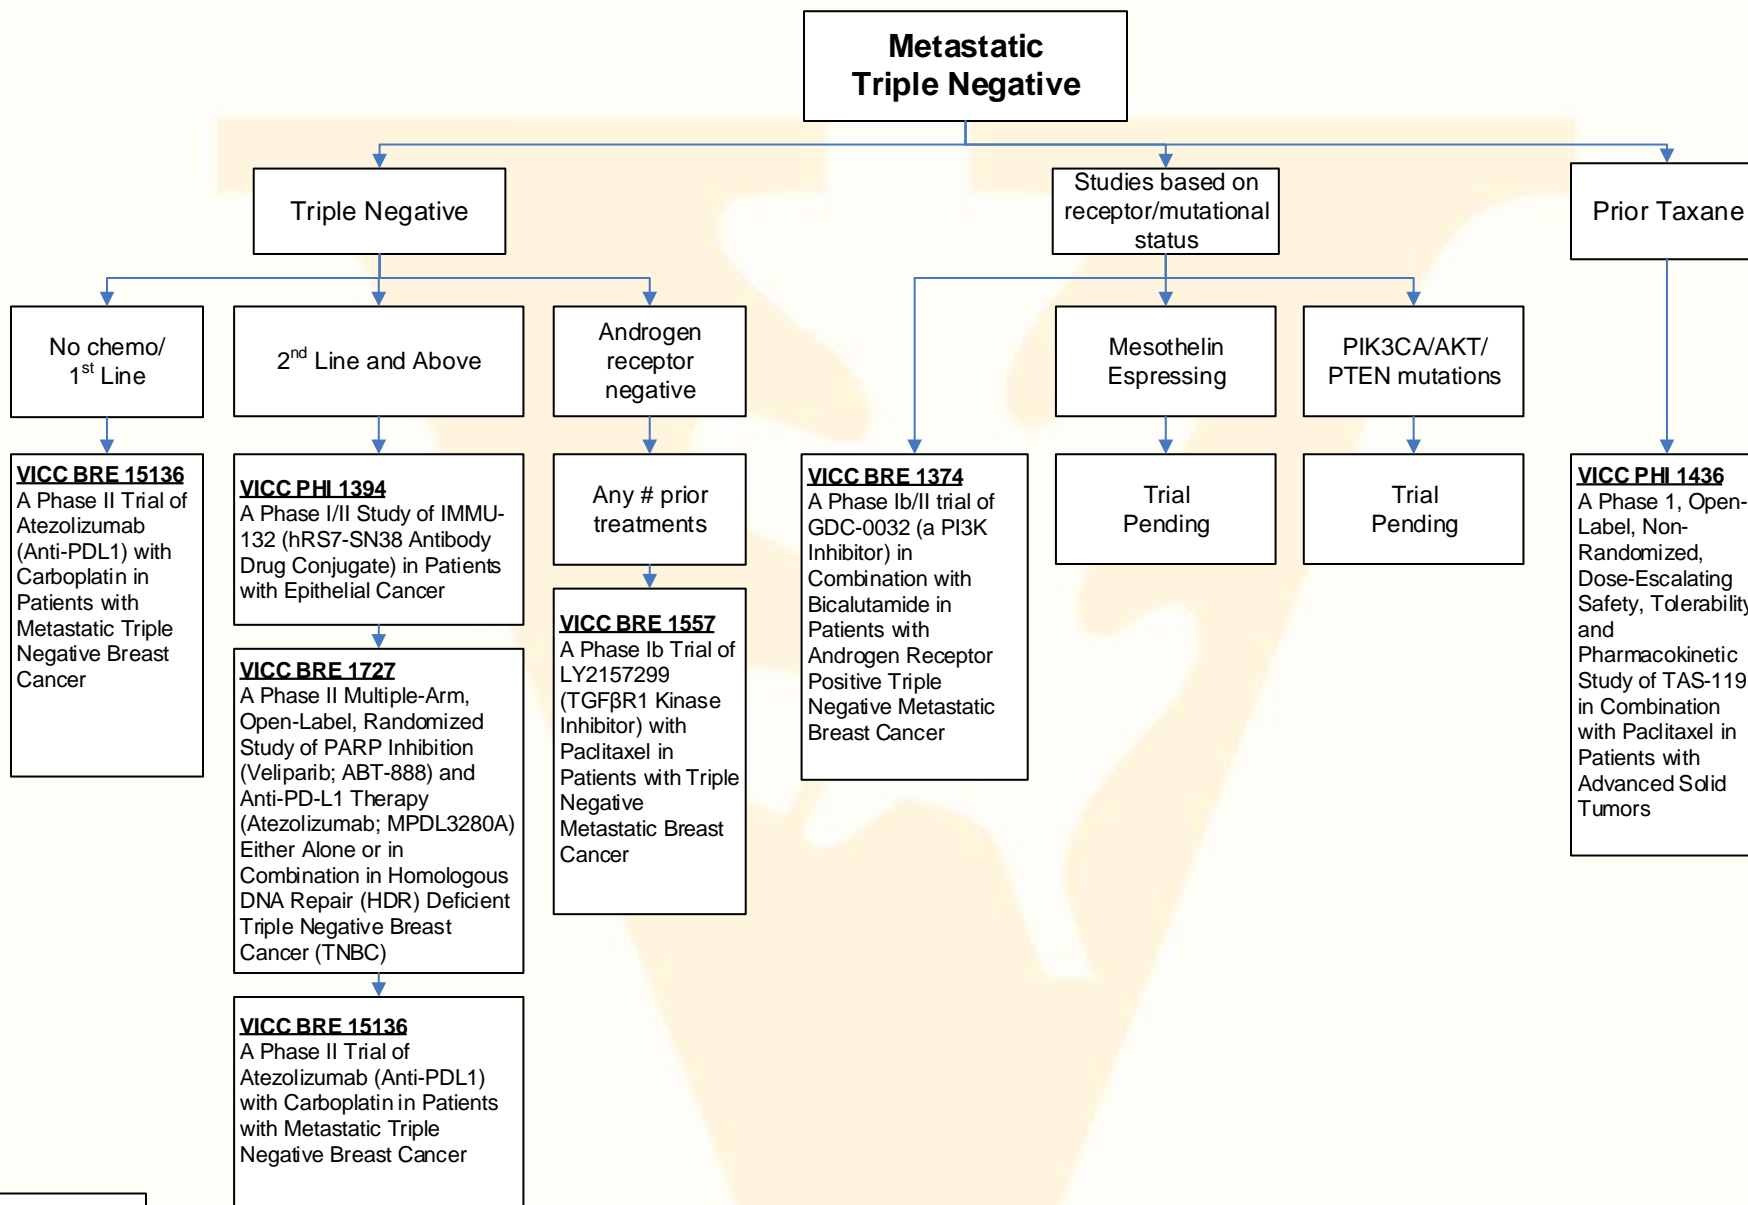 Metastatic
Triple Negative
Triple Negative
Studies based on
receptor/mutational
status
Prior Taxane
No chemo/
1st Line
2nd Line and Above
Androgen
receptor
negative
Mesothelin
Espressing
PIK3CA/AKT/
PTEN mutations
VICC BRE 15136
A Phase II Trial of
Atezolizumab
(Anti-PDL1) with
Carboplatin in
Patients with
Metastatic Triple
Negative Breast
Cancer
VICC PHI 1394
A Phase I/II Study of IMMU-
132 (hRS7-SN38 Antibody
Drug Conjugate) in Patients
with Epithelial Cancer
VICC BRE 1727
A Phase II Multiple-Arm,
Open-Label, Randomized
Study of PARP Inhibition
(Veliparib; ABT-888) and
Anti-PD-L1 Therapy
(Atezolizumab; MPDL3280A)
Either Alone or in
Combination in Homologous
DNA Repair (HDR) Deficient
Triple Negative Breast
Cancer (TNBC)
VICC BRE 15136
A Phase II Trial of
Atezolizumab (Anti-PDL1)
with Carboplatin in Patients
with Metastatic Triple
Negative Breast Cancer
Any # prior
treatments
VICC BRE 1557
A Phase Ib Trial of
LY2157299
(TGFβR1 Kinase
Inhibitor) with
Paclitaxel in
Patients with Triple
Negative
Metastatic Breast
Cancer
VICC BRE 1374
A Phase Ib/II trial of
GDC-0032 (a PI3K
Inhibitor) in
Combination with
Bicalutamide in
Patients with
Androgen Receptor
Positive Triple
Negative Metastatic
Breast Cancer
Trial
Pending
Trial
Pending
VICC PHI 1436
A Phase 1, Open-
Label, Non-
Randomized,
Dose-Escalating
Safety, Tolerability
and
Pharmacokinetic
Study of TAS-119
in Combination
with Paclitaxel in
Patients with
Advanced Solid
Tumors